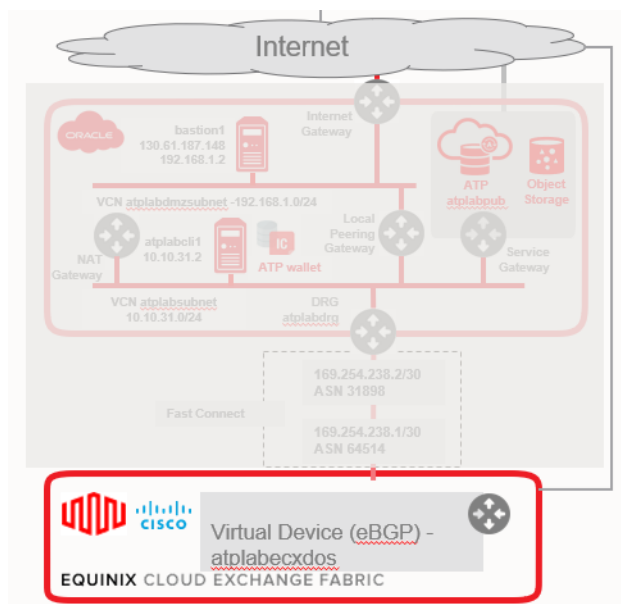 Internet
ORACLE
bastion1
130.61.187.148
192.168.1.2
Internet
Gateway
ATP
atplabpub
Object
Storage
VCN atplabdmzsubnet -192.168.1.0/24
Local
Peering
Gateway
NAT
Gateway
atplabcli1
10.10.31.2
IC
ATP wallet
Service
Gateway
VCN atplabsubnet
10.10.31.0/24
DRG
atplabdrg
169.254.238.2/30
ASN 31898
Fast Connect
169.254.238.1/30
ASN 64514
CISCO
Virtual Device (eBGP) -
atplabecxdos
EQUINIX CLOUD EXCHANGE FABRIC